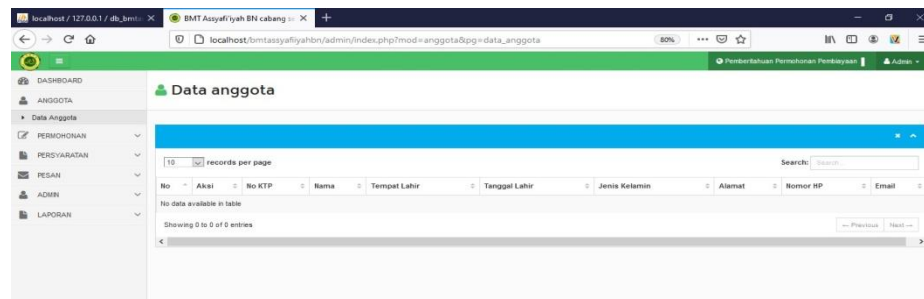 localhost / 127.0.0.1 / db_bmta
BMT Assyafi'iyah BN cabang s
localhost/bmtassyafiiyahbn/admin/index.php?mod=anggota&pg=data_anggota
80%
Pemberitahuan Permohonan Pembiayaan
Admin
DASHBOARD
ANGGOTA
Data Anggota
PERMOHONAN
PERSYARATAN
PESAN
ADMIN
LAPORAN
Data anggota
10 records per page
Search: Search...
No Aksi No KTP Nama Tempat Lahir Tanggal Lahir Jenis Kelamin Alamat Nomor HP Email
No data available in table
Showing 0 to 0 of 0 entries
← Previous Next →